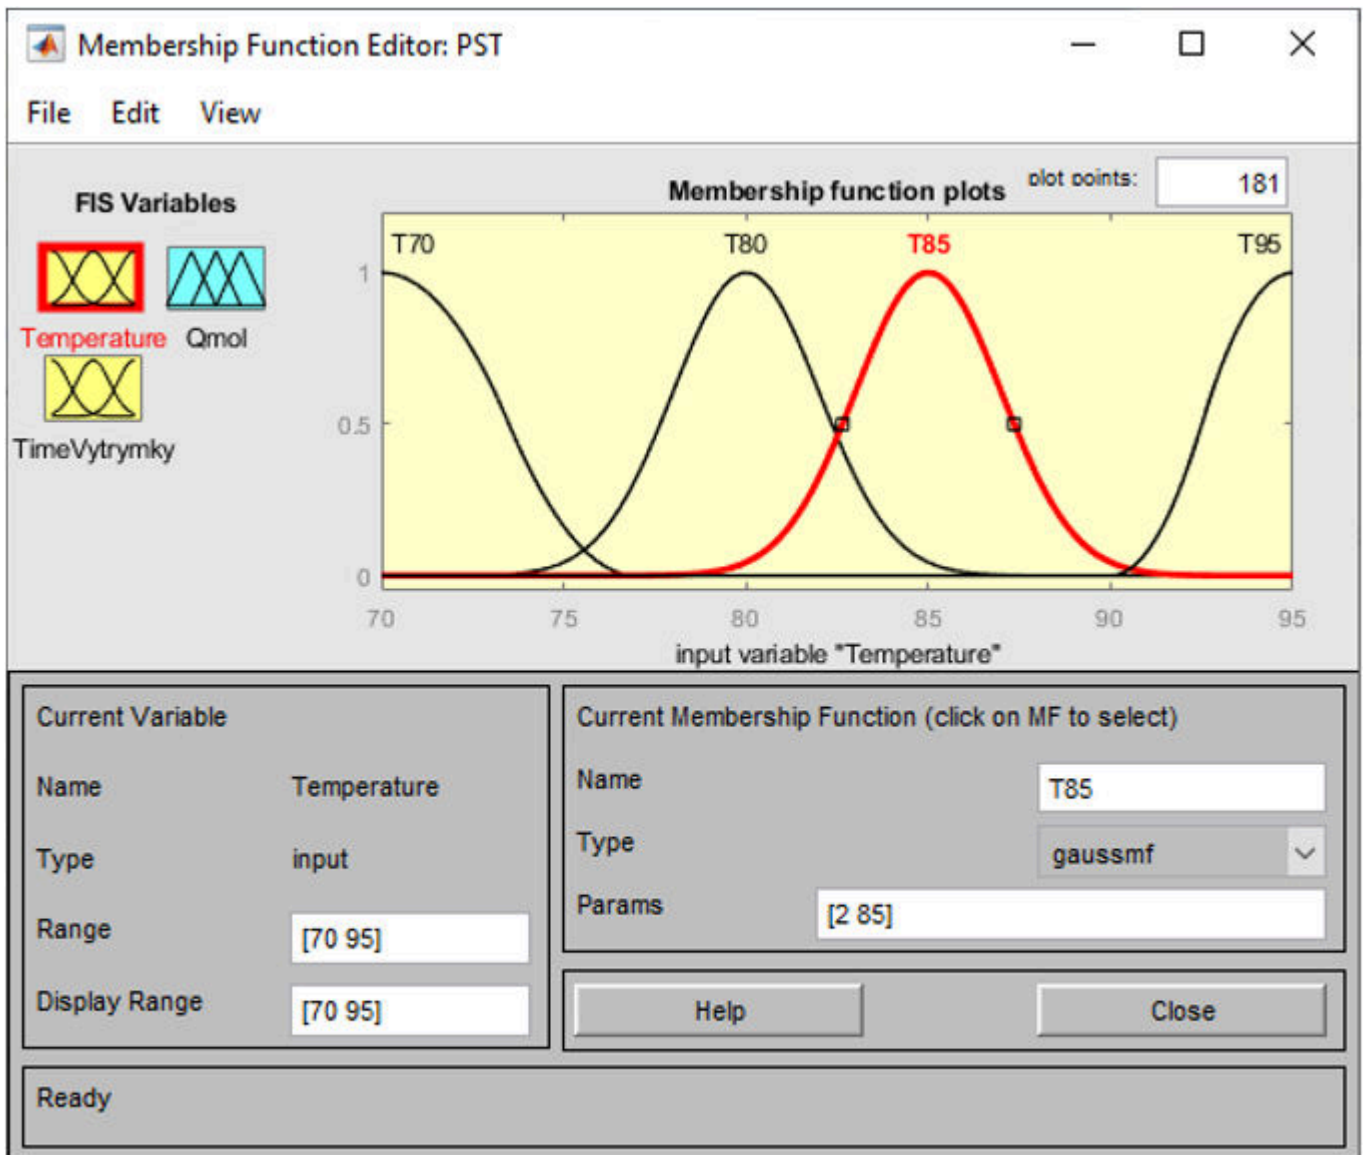 Membership Function Editor: PST
File Edit View
FIS Variables
Temperature Qmol
TimeVytrymky
Membership function plots plot points: 181
T70 T80 T85 T95
1
0.5
0
70 75 80 85 90 95
input variable "Temperature"
Current Variable
Name Temperature
Type input
Range [70 95]
Display Range [70 95]
Current Membership Function (click on MF to select)
Name T85
Type gaussmf
Params [2 85]
Help Close
Ready